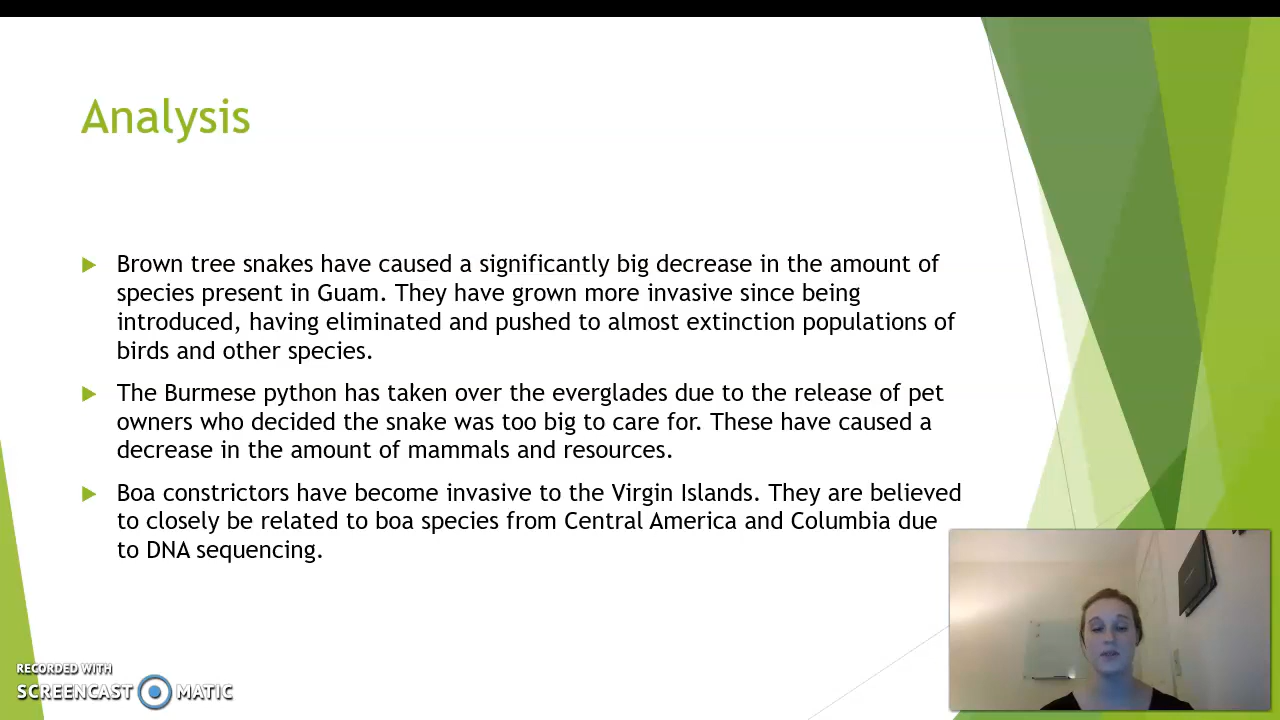 Analysis
Brown tree snakes have caused a significantly big decrease in the amount of
species present in Guam. They have grown more invasive since being
introduced, having eliminated and pushed to almost extinction populations of
birds and other species.
The Burmese python has taken over the everglades due to the release of pet
owners who decided the snake was too big to care for. These have caused a
decrease in the amount of mammals and resources.
Boa constrictors have become invasive to the Virgin Islands. They are believed
to closely be related to boa species from Central America and Columbia due
to DNA sequencing.
RECORDED WITH
SCREENCAST MATIC